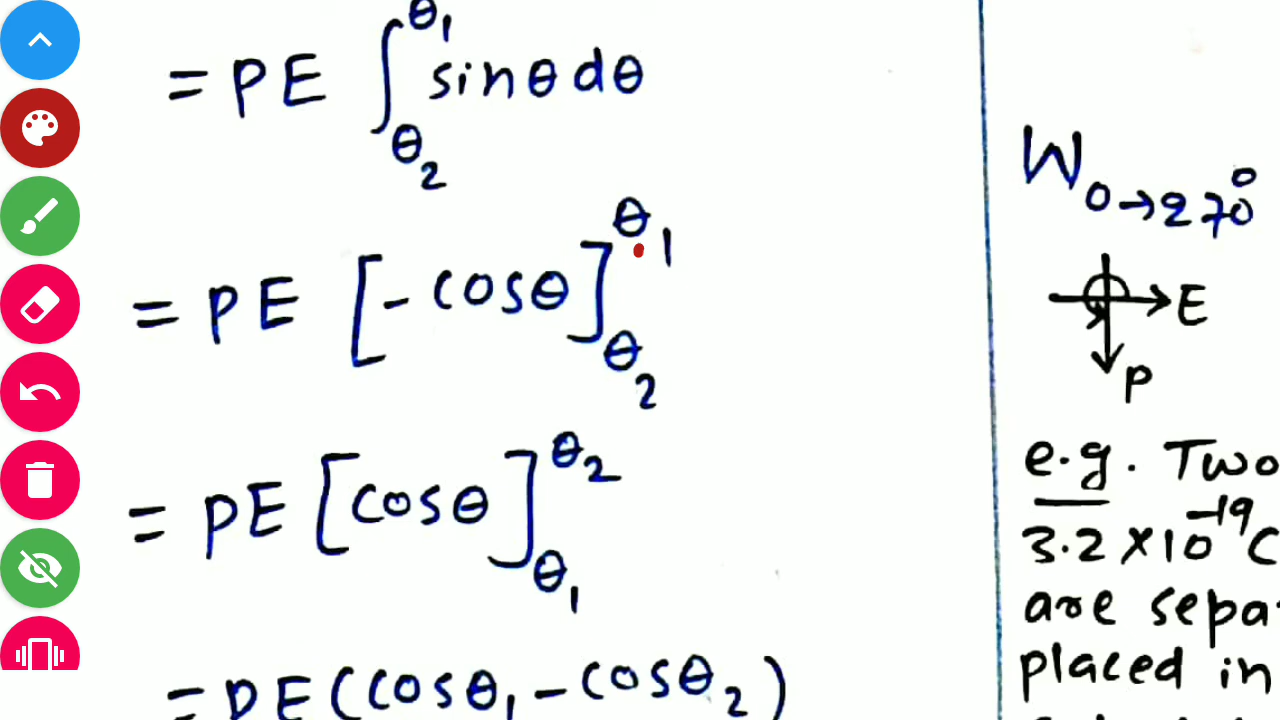 = PE ∫θ₂^θ₁ sinθ dθ
= PE [-cosθ]θ₂^θ₁
= PE [cosθ]θ₁^θ₂
= PE (cosθ₁ - cosθ₂)
W₀→₂₇₀°
E
P
e.g. Two
3.2×10⁻¹⁹C
are sepa
placed in